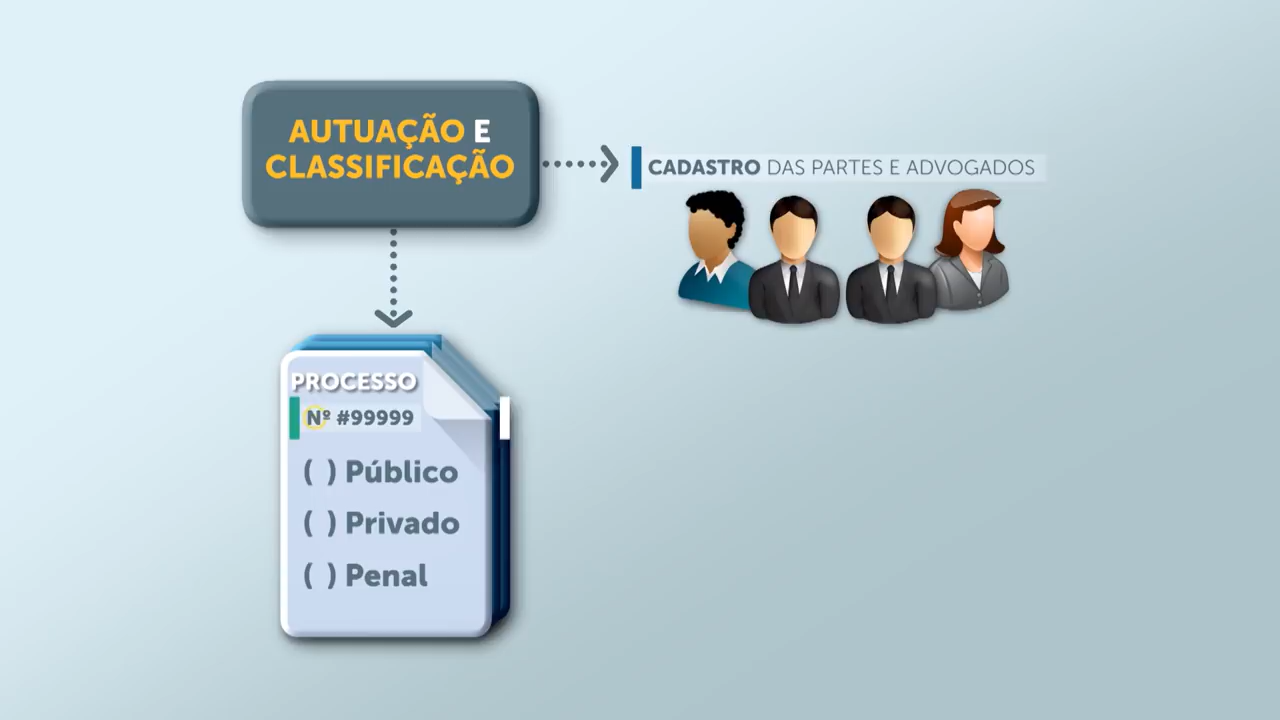 AUTUAÇÃO E
CLASSIFICAÇÃO
CADASTRO DAS PARTES E ADVOGADOS
PROCESSO
Nº #99999
( ) Público
( ) Privado
( ) Penal